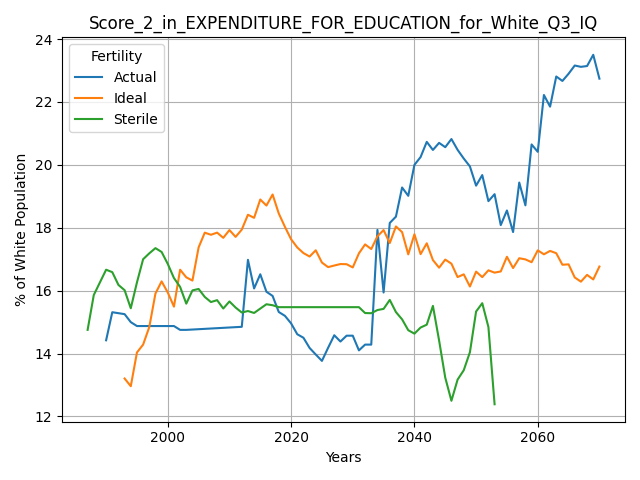 Score_2_in_EXPENDITURE_FOR_EDUCATION_for_White_Q3_IQ
Fertility
Actual
Ideal
Sterile
% of White Population
24
22
20
18
16
14
12
2000
2020
2040
2060
Years